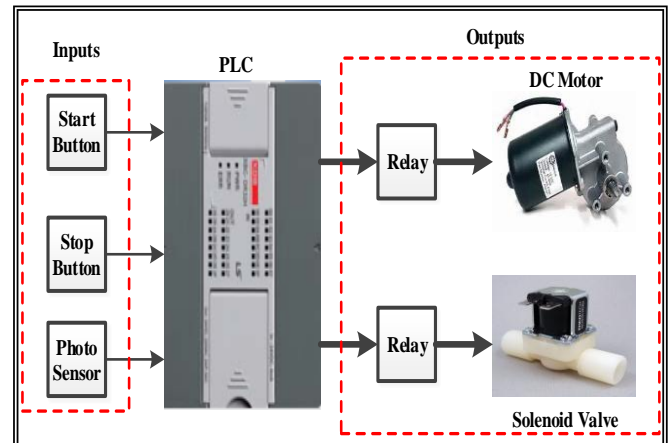 Inputs
Start
Button
Stop
Button
Photo
Sensor
PLC
Outputs
Relay
DC Motor
Relay
Solenoid Valve